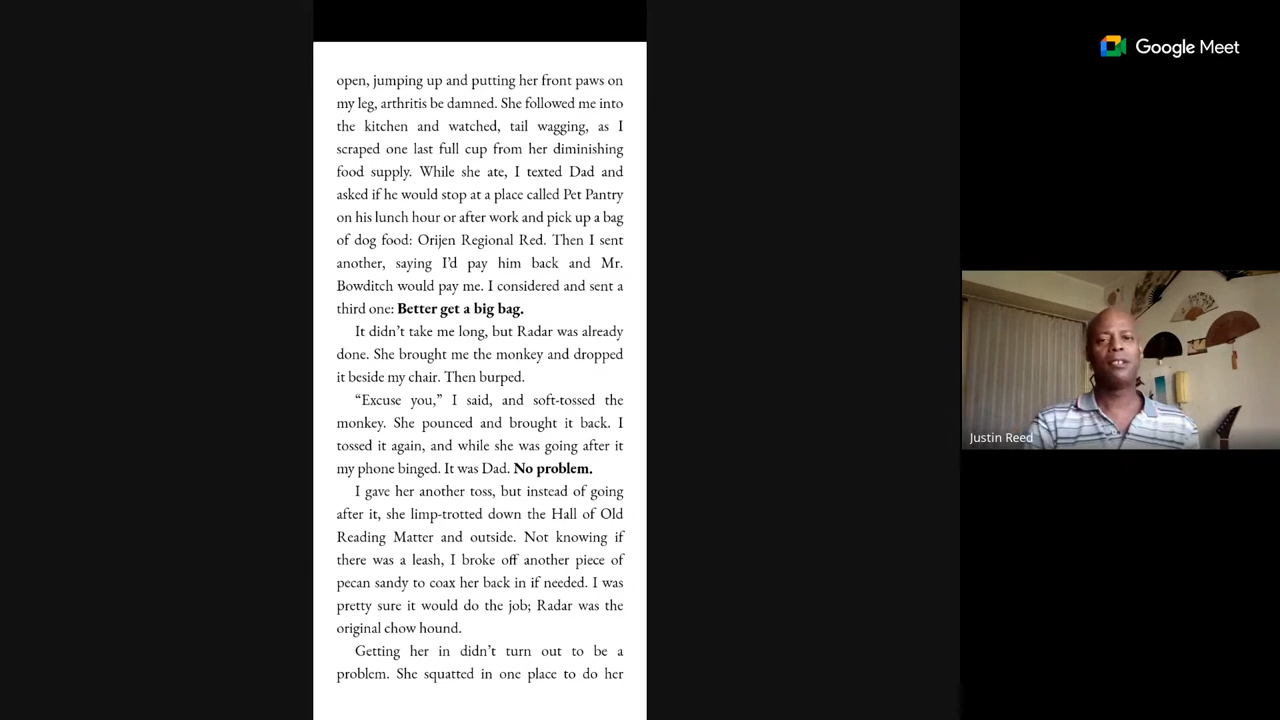 open, jumping up and putting her front paws on
my leg, arthritis be damned. She followed me into
the kitchen and watched, tail wagging, as I
scraped one last full cup from her diminishing
food supply. While she ate, I texted Dad and
asked if he would stop at a place called Pet Pantry
on his lunch hour or after work and pick up a bag
of dog food: Orijen Regional Red. Then I sent
another, saying I’d pay him back and Mr.
Bowditch would pay me. I considered and sent a
third one: Better get a big bag.
It didn’t take me long, but Radar was already
done. She brought me the monkey and dropped
it beside my chair. Then burped.
“Excuse you,” I said, and soft-tossed the
monkey. She pounced and brought it back. I
tossed it again, and while she was going after it
my phone binged. It was Dad. No problem.
I gave her another toss, but instead of going
after it, she limp-trotted down the Hall of Old
Reading Matter and outside. Not knowing if
there was a leash, I broke off another piece of
pecan sandy to coax her back in if needed. I was
pretty sure it would do the job; Radar was the
original chow hound.
Getting her in didn’t turn out to be a
problem. She squatted in one place to do her
Google Meet
Justin Reed